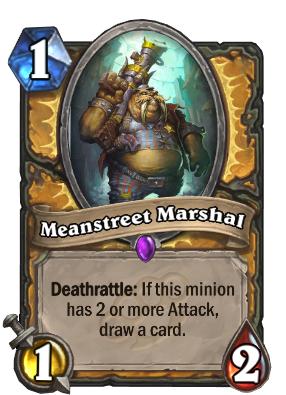 1
Meanstreet Marshal
Deathrattle: If this minion
has 2 or more Attack,
draw a card.
1
2